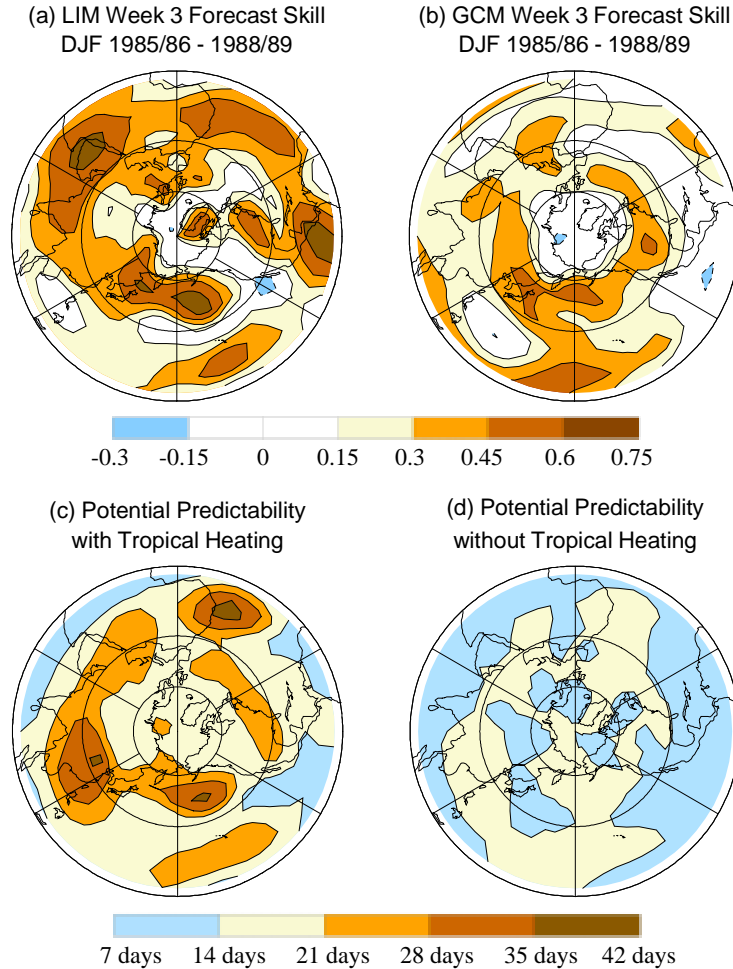 (a) LIM Week 3 Forecast Skill
DJF 1985/86 - 1988/89
(b) GCM Week 3 Forecast Skill
DJF 1985/86 - 1988/89
-0.3 -0.15 0 0.15 0.3 0.45 0.6 0.75
(c) Potential Predictability
with Tropical Heating
(d) Potential Predictability
without Tropical Heating
7 days 14 days 21 days 28 days 35 days 42 days